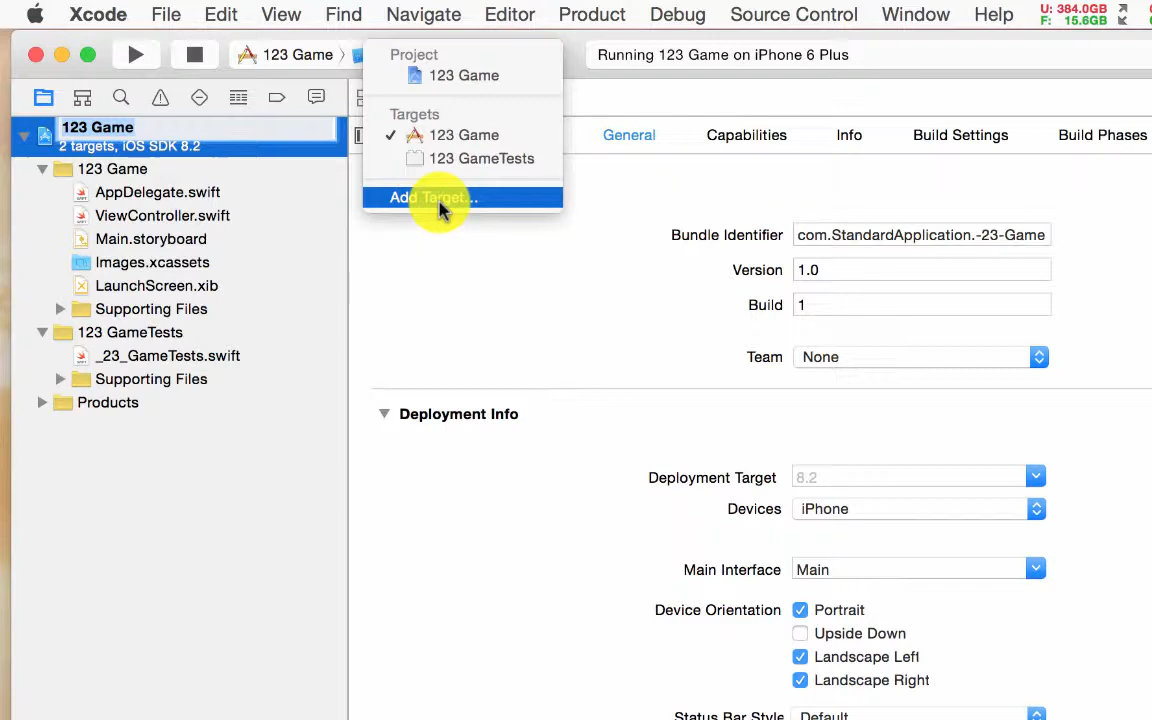 Xcode File Edit View Find Navigate Editor Product Debug Source Control Window Help
U: 384.0GB
F: 15.6GB
123 Game
Running 123 Game on iPhone 6 Plus
Project
123 Game
Targets
✓ 123 Game
123 GameTests
Add Target...
123 Game
2 targets, iOS SDK 8.2
123 Game
AppDelegate.swift
ViewController.swift
Main.storyboard
Images.xcassets
LaunchScreen.xib
Supporting Files
123 GameTests
_23_GameTests.swift
Supporting Files
Products
General Capabilities Info Build Settings Build Phases
Bundle Identifier com.StandardApplication.-23-Game
Version 1.0
Build 1
Team None
Deployment Info
Deployment Target 8.2
Devices iPhone
Main Interface Main
Device Orientation Portrait
Upside Down
Landscape Left
Landscape Right
Status Bar Style Default